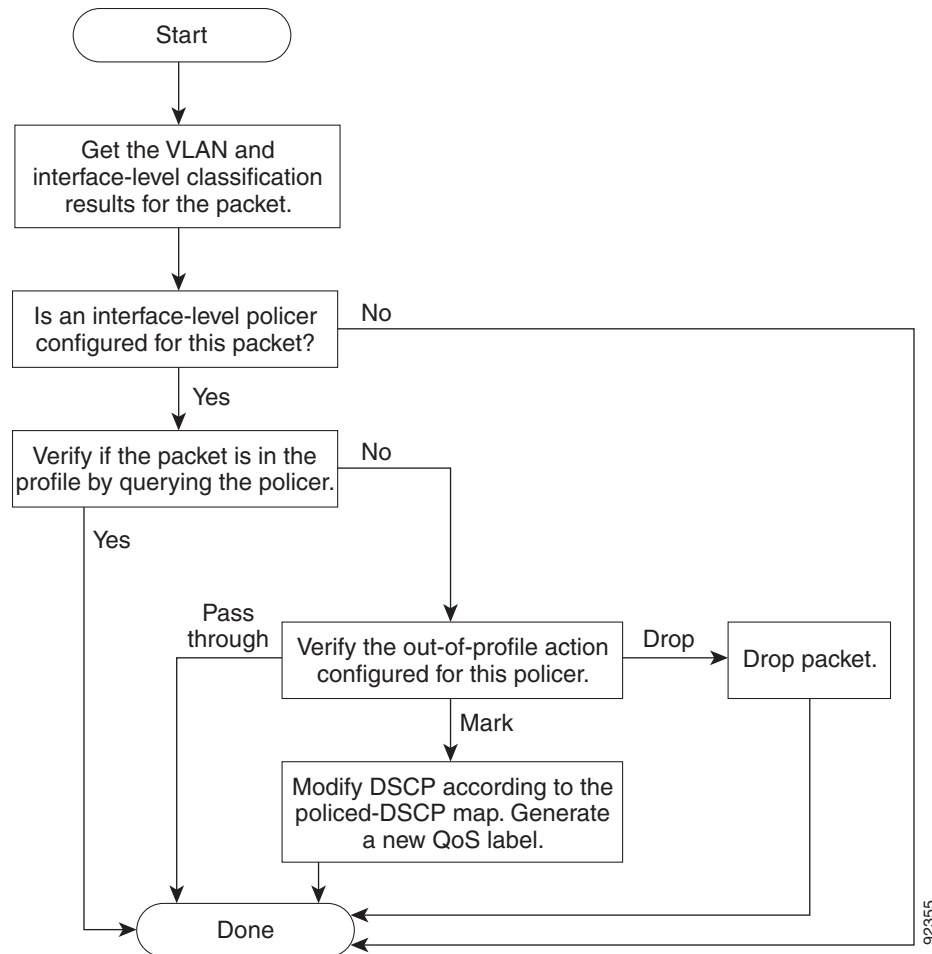 Start
Get the VLAN and
interface-level classification
results for the packet.
Is an interface-level policer
configured for this packet?
No
Yes
Verify if the packet is in the
profile by querying the policer.
No
Yes
Pass
through
Verify the out-of-profile action
configured for this policer.
Drop
Drop packet.
Mark
Modify DSCP according to the
policed-DSCP map. Generate
a new QoS label.
Done
92355